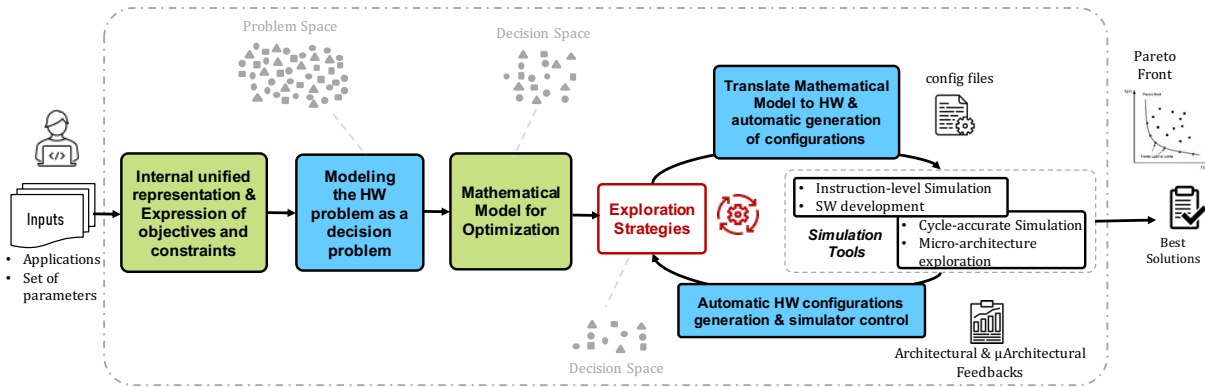 Problem Space
Decision Space
Pareto
Front
config files
Translate Mathematical
Model to HW &
automatic generation
of configurations
</>
Inputs
• Applications
• Set of
parameters
Internal unified
representation &
Expression of
objectives and
constraints
Modeling
the HW
problem as a
decision
problem
Mathematical
Model for
Optimization
Exploration
Strategies
• Instruction-level Simulation
• SW development
Simulation
Tools
• Cycle-accurate Simulation
• Micro-architecture
exploration
Best
Solutions
Automatic HW configurations
generation & simulator control
Decision Space
Architectural & μArchitectural
Feedbacks